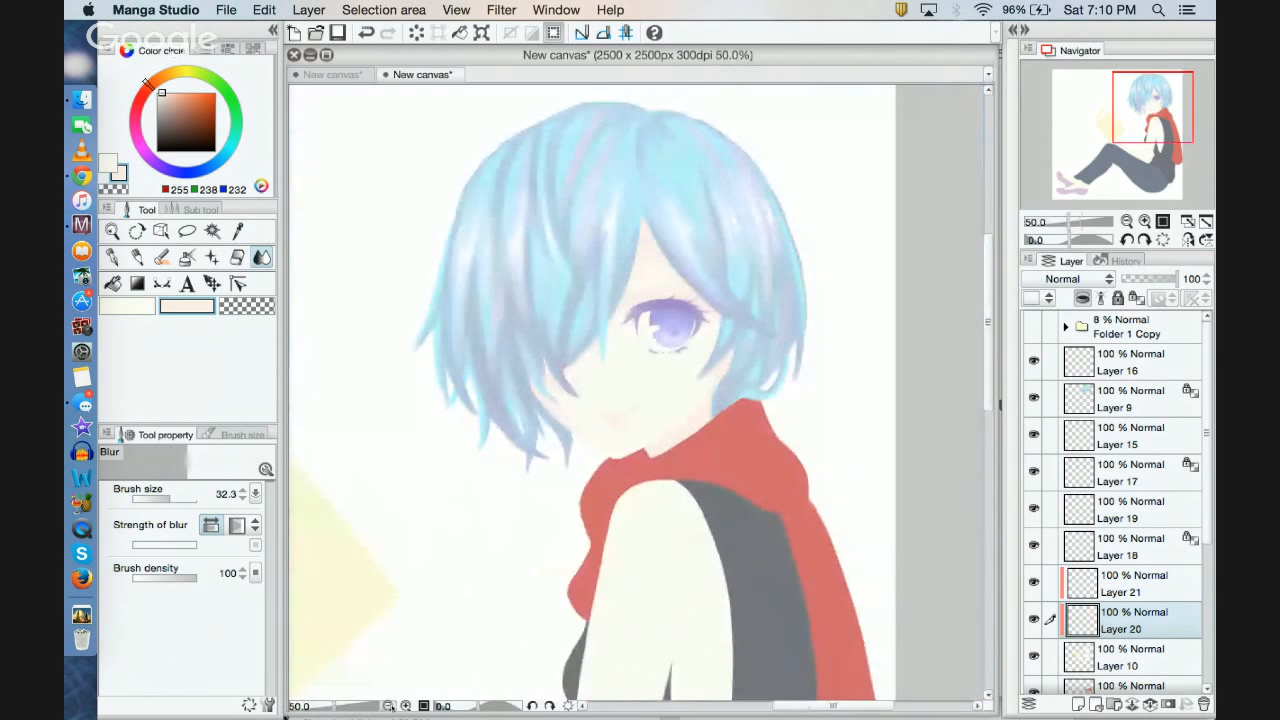 Manga Studio File Edit Layer Selection area View Filter Window Help 96% Sat 7:10 PM
Google
Color circle
New canvas* (2500 x 2500px 300dpi 50.0%)
Navigator
New canvas*
New canvas*
255 238 232
Tool
Sub tool
50.0
0.0
Layer
History
Normal
100
8 % Normal
Folder 1 Copy
100 % Normal
Layer 16
100 % Normal
Layer 9
100 % Normal
Layer 15
100 % Normal
Layer 17
100 % Normal
Layer 19
100 % Normal
Layer 18
100 % Normal
Layer 21
100 % Normal
Layer 20
100 % Normal
Layer 10
100 % Normal
Tool property
Brush size
Blur
Brush size
32.3
Strength of blur
Brush density
100
50.0
0.0